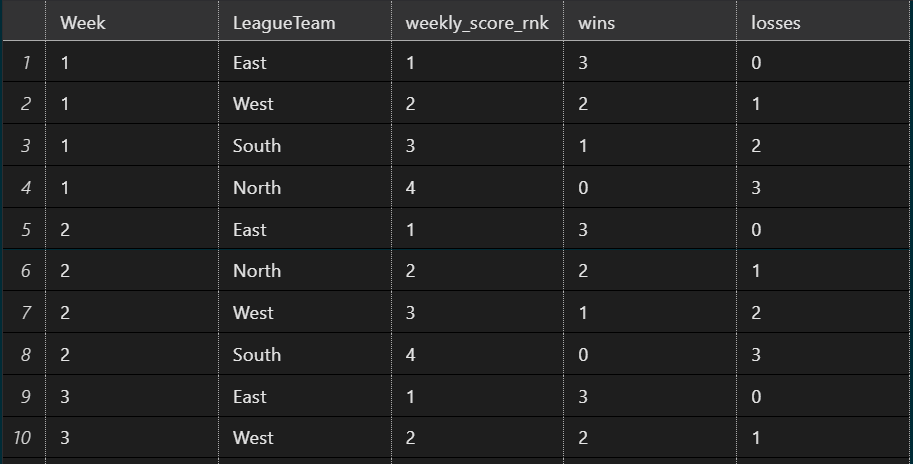 Week LeagueTeam weekly_score_rnk wins losses
1 1 East 1 3 0
2 1 West 2 2 1
3 1 South 3 1 2
4 1 North 4 0 3
5 2 East 1 3 0
6 2 North 2 2 1
7 2 West 3 1 2
8 2 South 4 0 3
9 3 East 1 3 0
10 3 West 2 2 1